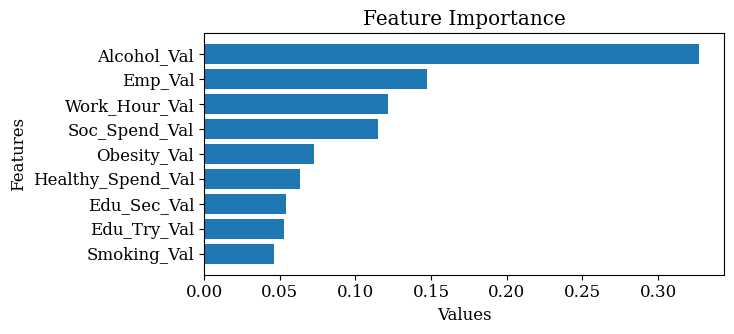 Feature Importance
Features
Alcohol_Val
Emp_Val
Work_Hour_Val
Soc_Spend_Val
Obesity_Val
Healthy_Spend_Val
Edu_Sec_Val
Edu_Try_Val
Smoking_Val
0.00 0.05 0.10 0.15 0.20 0.25 0.30
Values